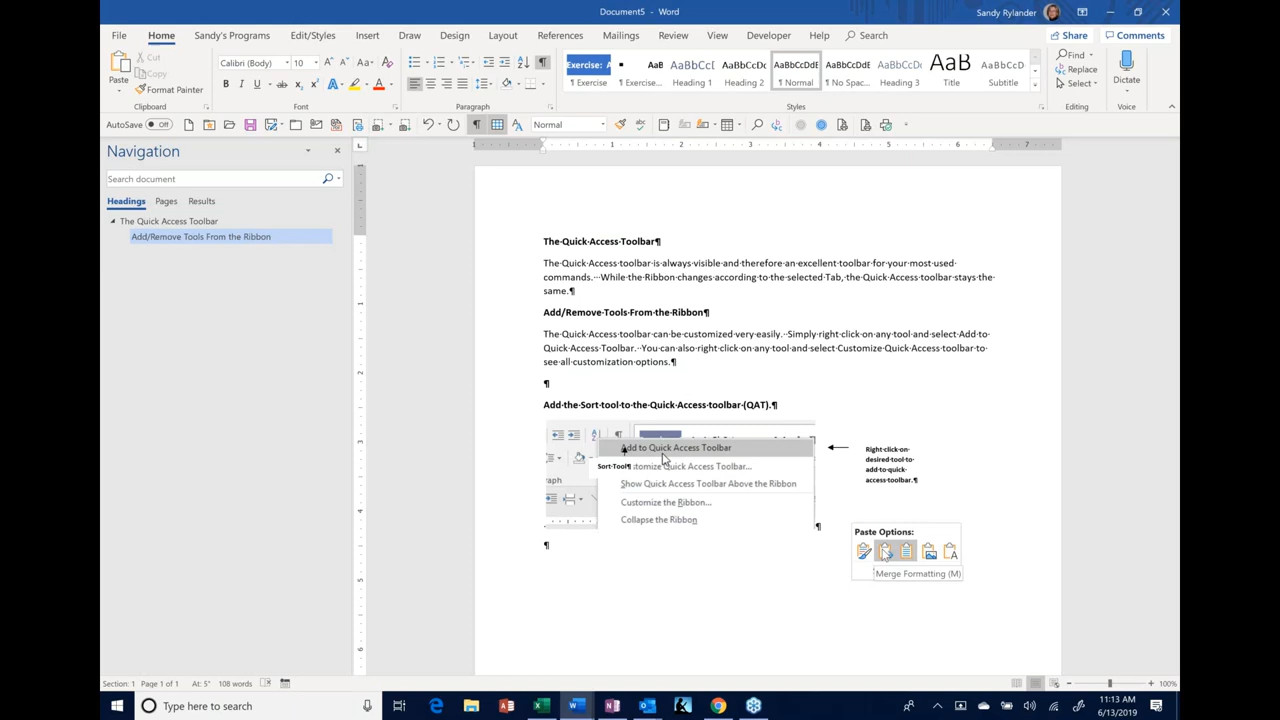 Document5 - Word
Sandy Rylander
File Home Sandy's Programs Edit/Styles Insert Draw Design Layout References Mailings Review View Developer Help Search Share Comments
Paste Cut Copy Format Painter
Clipboard
Calibri (Body) 10
Font
Paragraph
Exercise: A AaB AaBbCcI AaBbCcDc AaBbCcDdE AaBbCcDdE AaBbCcDdE AaB AaBbCcD
¶ Exercise ¶ Exercise... Heading 1 Heading 2 ¶ Normal ¶ No Spac... Heading 3 Title Subtitle
Styles
Find
Replace
Select
Editing
Dictate
Voice
AutoSave Off Normal
Navigation
Search document
Headings Pages Results
The Quick Access Toolbar
Add/Remove Tools From the Ribbon
1 1 2 3 4 5 6 7
The·Quick·Access·Toolbar¶
The·Quick·Access·toolbar·is·always·visible·and·therefore·an·excellent·toolbar·for·your·most·used·
commands.··While·the·Ribbon·changes·according·to·the·selected·Tab,·the·Quick·Access·toolbar·stays·the·
same.¶
Add/Remove·Tools·From·the·Ribbon¶
The·Quick·Access·toolbar·can·be·customized·very·easily.··Simply·right·click·on·any·tool·and·select·Add·to·
Quick·Access·Toolbar.··You·can·also·right·click·on·any·tool·and·select·Customize·Quick·Access·toolbar·to·
see·all·customization·options.¶
¶
Add·the·Sort·tool·to·the·Quick·Access·toolbar·(QAT).¶
Add to Quick Access Toolbar
Sort·Tool¶ tomize Quick Access Toolbar...
raph Show Quick Access Toolbar Above the Ribbon
Customize the Ribbon...
Collapse the Ribbon
¶
Right·click·on·
desired·tool·to·
add·to·quick·
access·toolbar.¶
Paste Options:
Merge Formatting (M)
¶
Section: 1 Page 1 of 1 At: 5" 108 words 100%
Type here to search
11:13 AM
6/13/2019